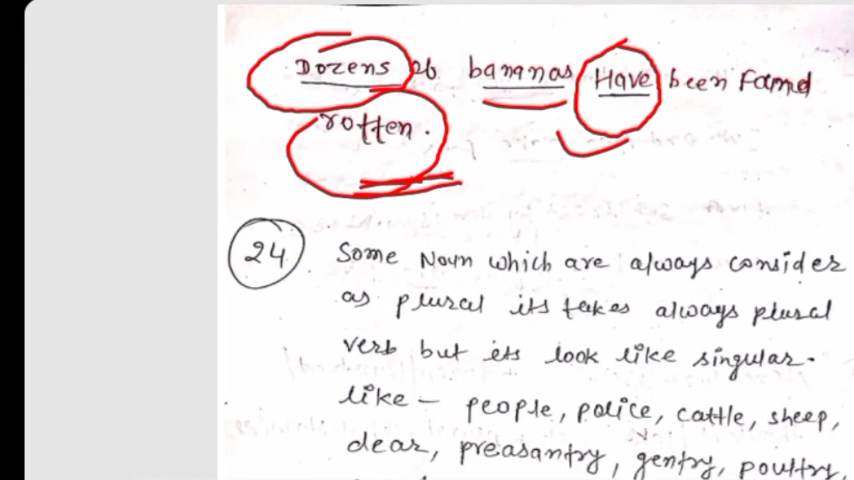 Dozens of bananas Have been Found
rotten.
24 Some Noun which are always consider
as plural its takes always plural
verb but ets look like singular.
like - people, police, cattle, sheep,
dear, preasantry, gentry, poultry,